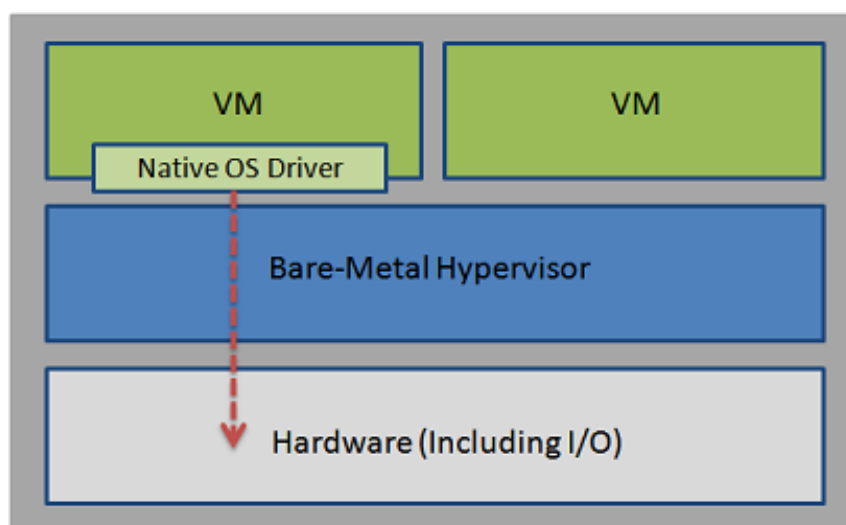 VM
VM
Native OS Driver
Bare-Metal Hypervisor
Hardware (Including I/O)